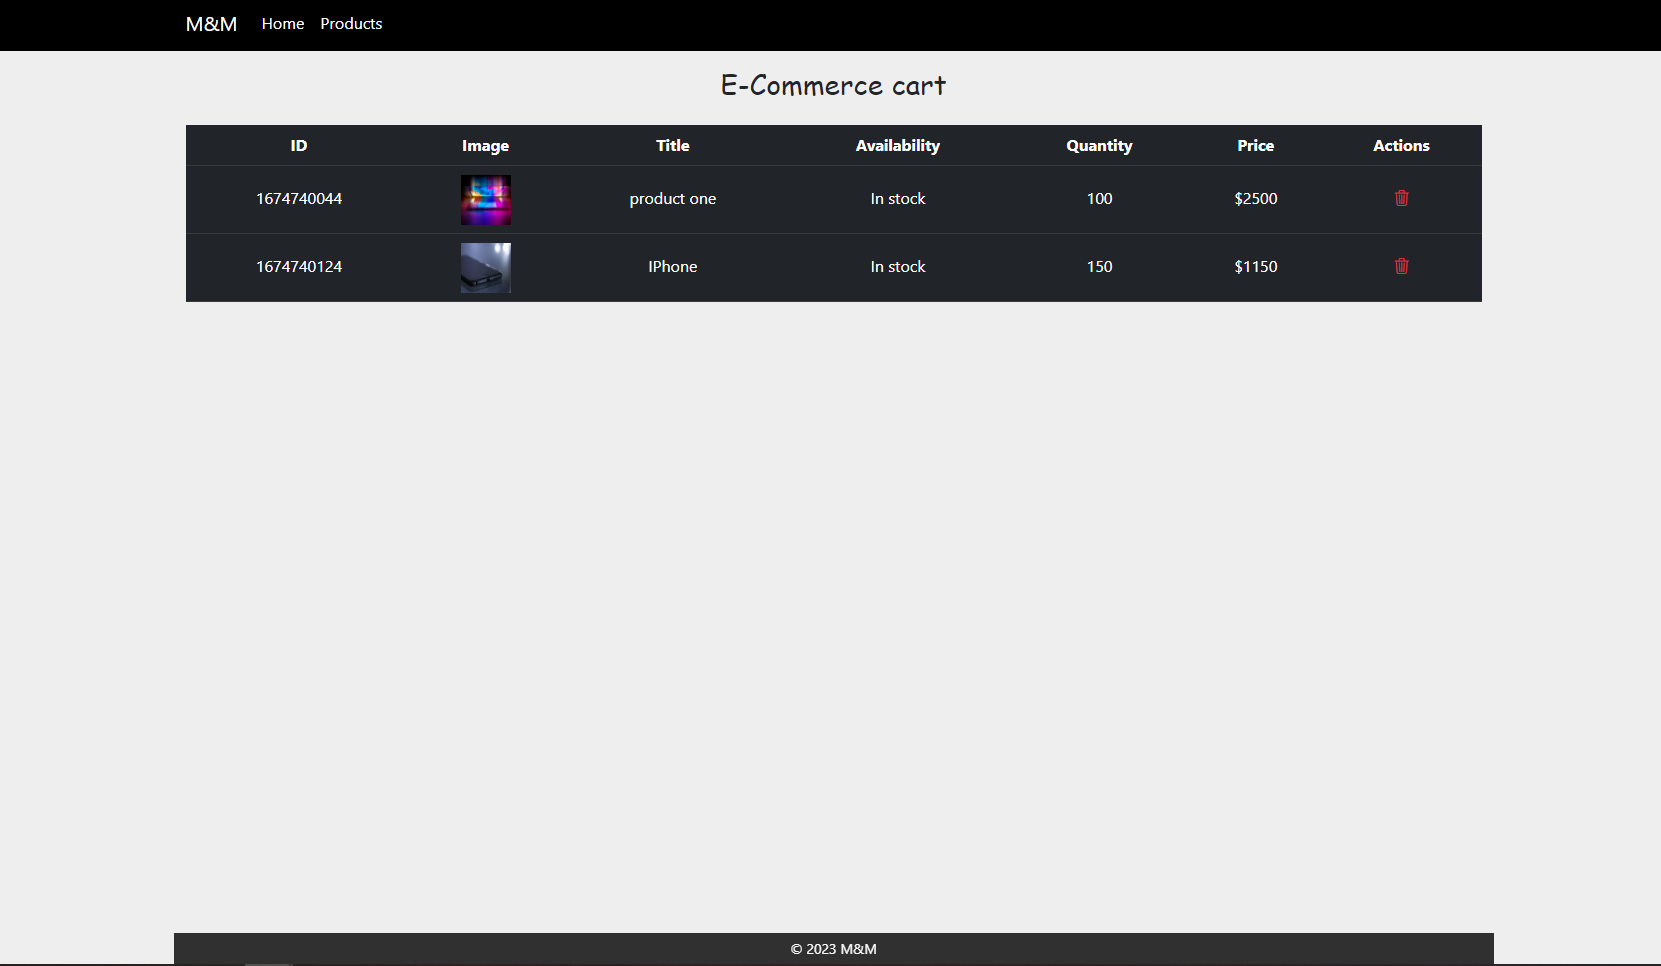 M&M Home Products
E-Commerce cart
ID Image Title Availability Quantity Price Actions
1674740044 product one In stock 100 $2500
1674740124 IPhone In stock 150 $1150
© 2023 M&M